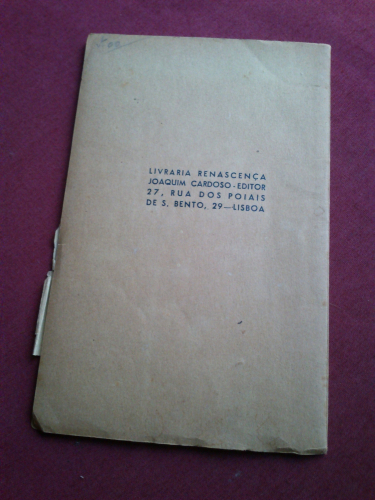 LIVRARIA RENASCENÇA
JOAQUIM CARDOSO-EDITOR
27, RUA DOS POIAIS
DE S. BENTO, 29—LISBOA